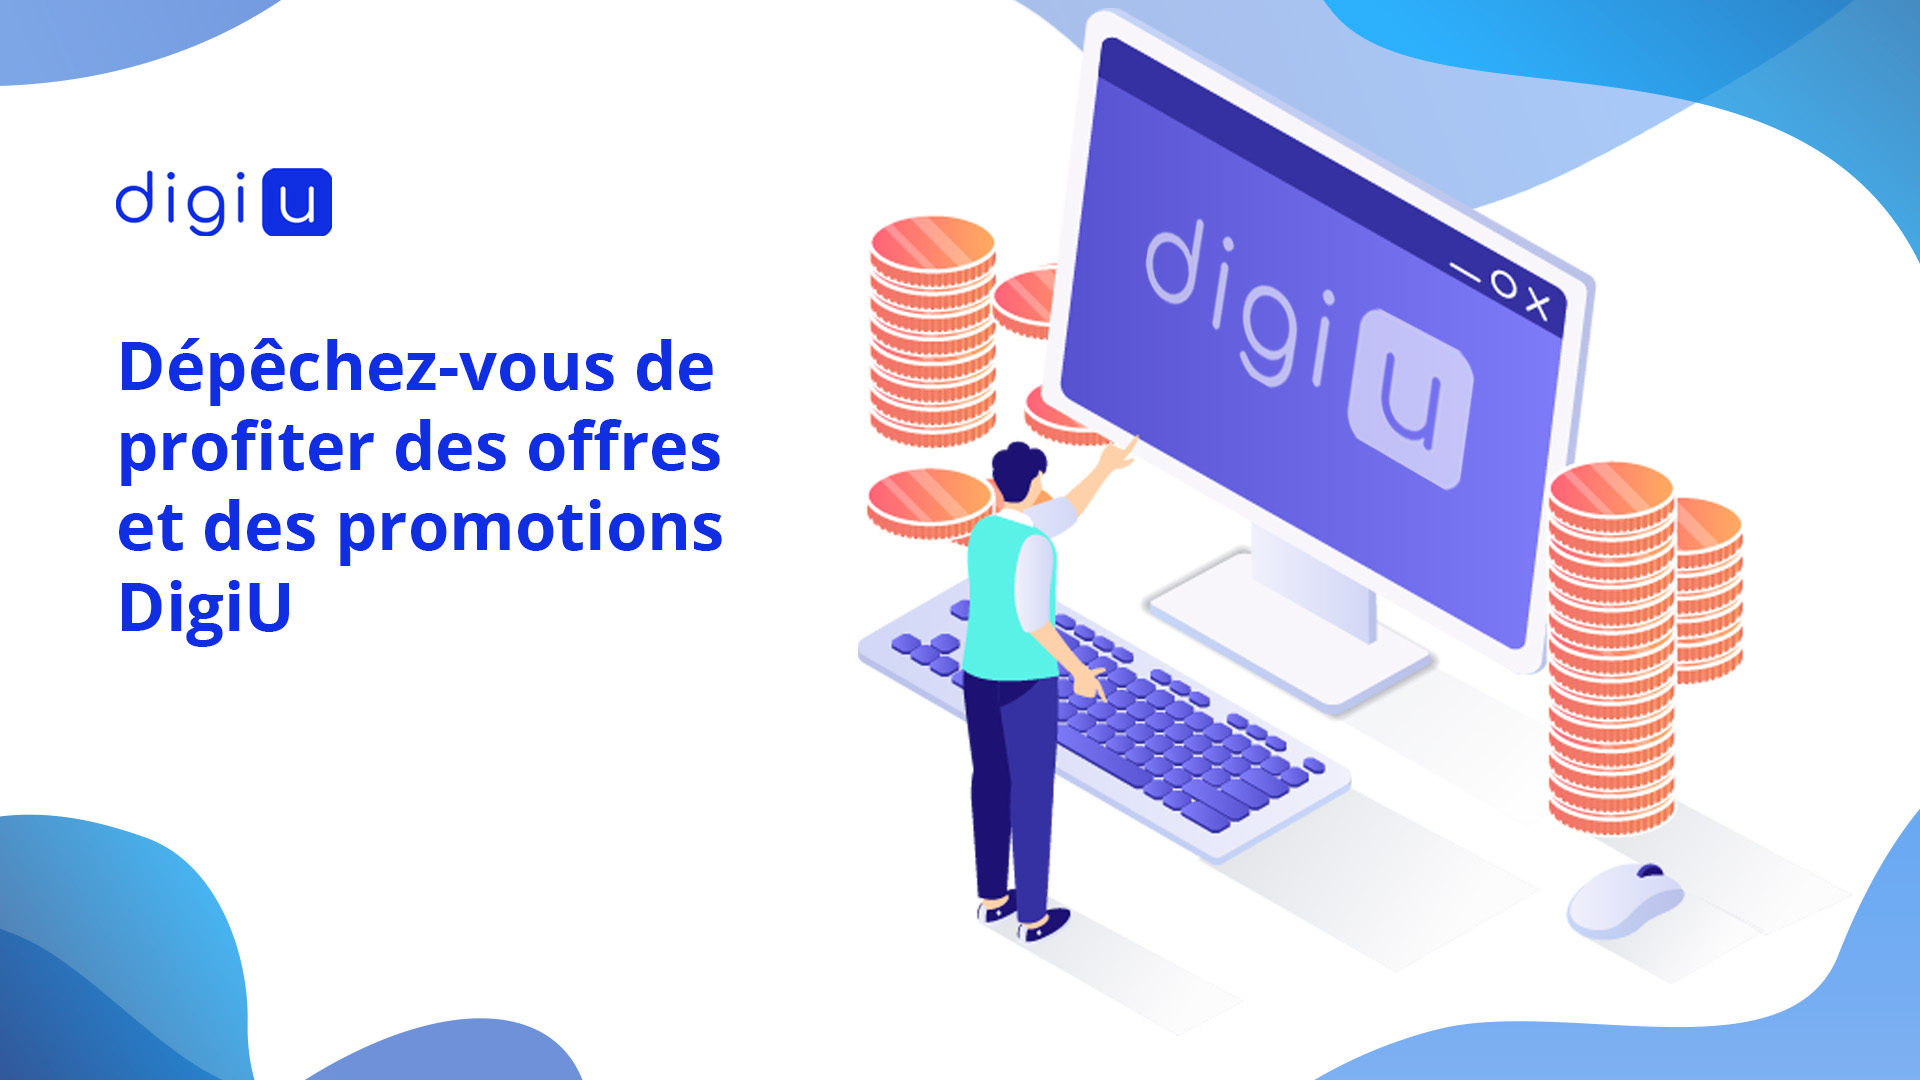 digi u
Dépêchez-vous de
profiter des offres
et des promotions
DigiU
digi u